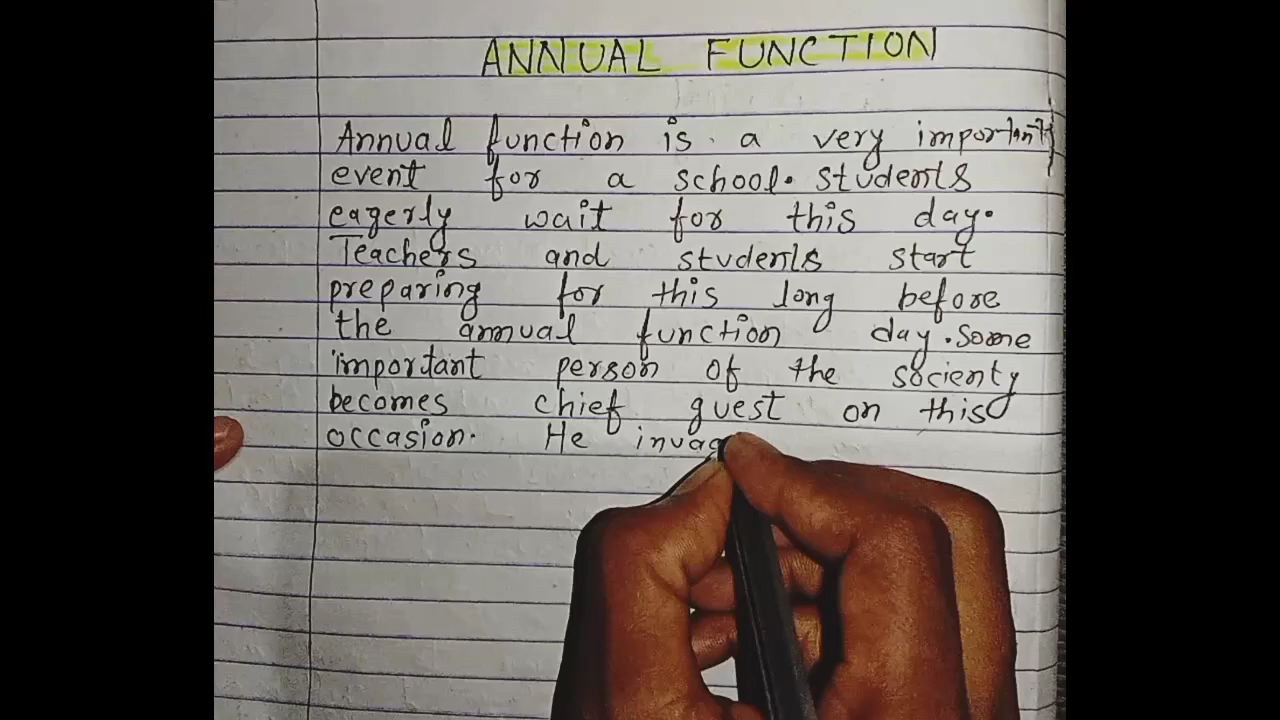 ANNUAL FUNCTION
Annual function is a very important
event for a school. students
eagerly wait for this day.
Teachers and students start
preparing for this long before
the annual function day. Some
important person of the socienty
becomes chief guest on this
occasion. He